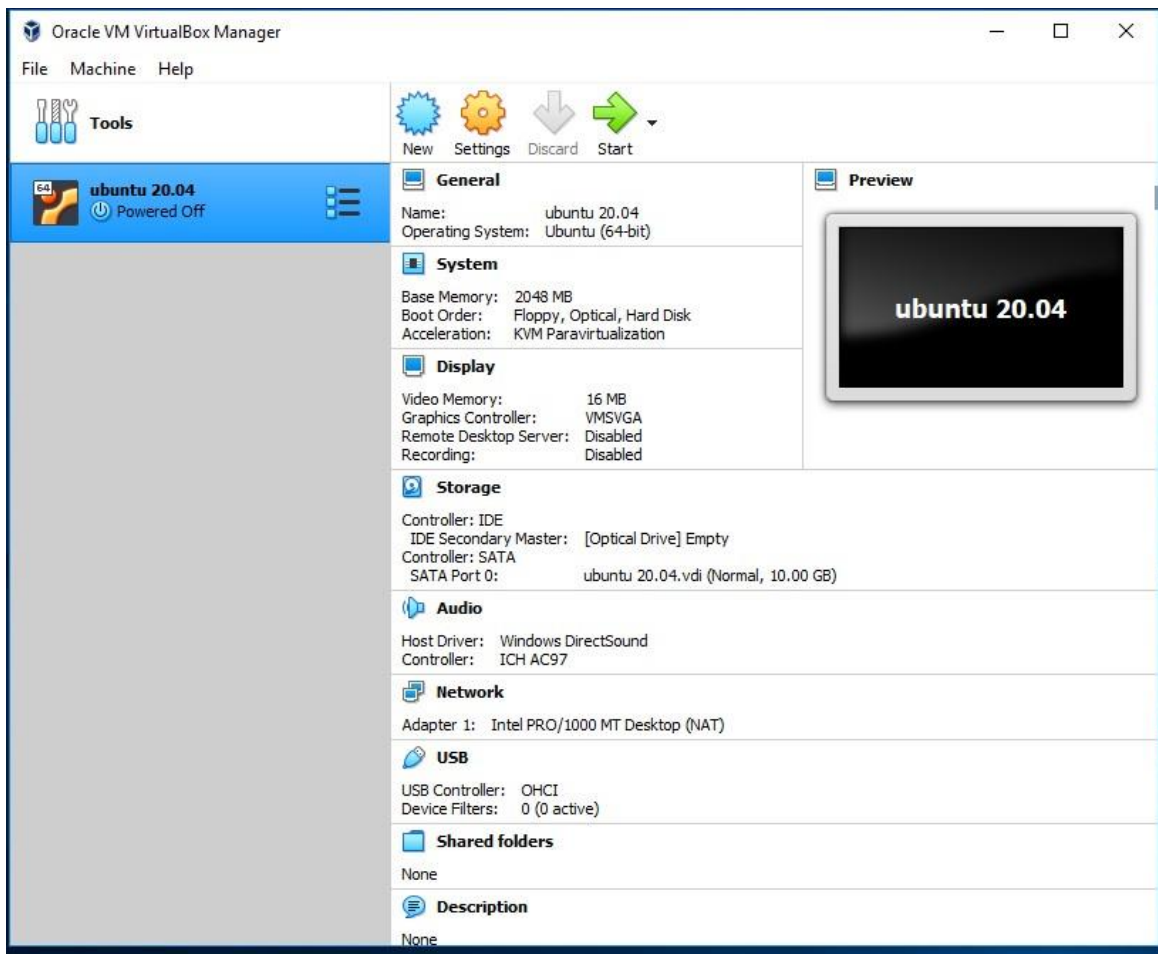 Oracle VM VirtualBox Manager
File Machine Help
Tools
New Settings Discard Start
64
ubuntu 20.04
Powered Off
General
Name: ubuntu 20.04
Operating System: Ubuntu (64-bit)
System
Base Memory: 2048 MB
Boot Order: Floppy, Optical, Hard Disk
Acceleration: KVM Paravirtualization
Display
Video Memory: 16 MB
Graphics Controller: VMSVGA
Remote Desktop Server: Disabled
Recording: Disabled
Preview
ubuntu 20.04
Storage
Controller: IDE
IDE Secondary Master: [Optical Drive] Empty
Controller: SATA
SATA Port 0: ubuntu 20.04.vdi (Normal, 10.00 GB)
Audio
Host Driver: Windows DirectSound
Controller: ICH AC97
Network
Adapter 1: Intel PRO/1000 MT Desktop (NAT)
USB
USB Controller: OHCI
Device Filters: 0 (0 active)
Shared folders
None
Description
None